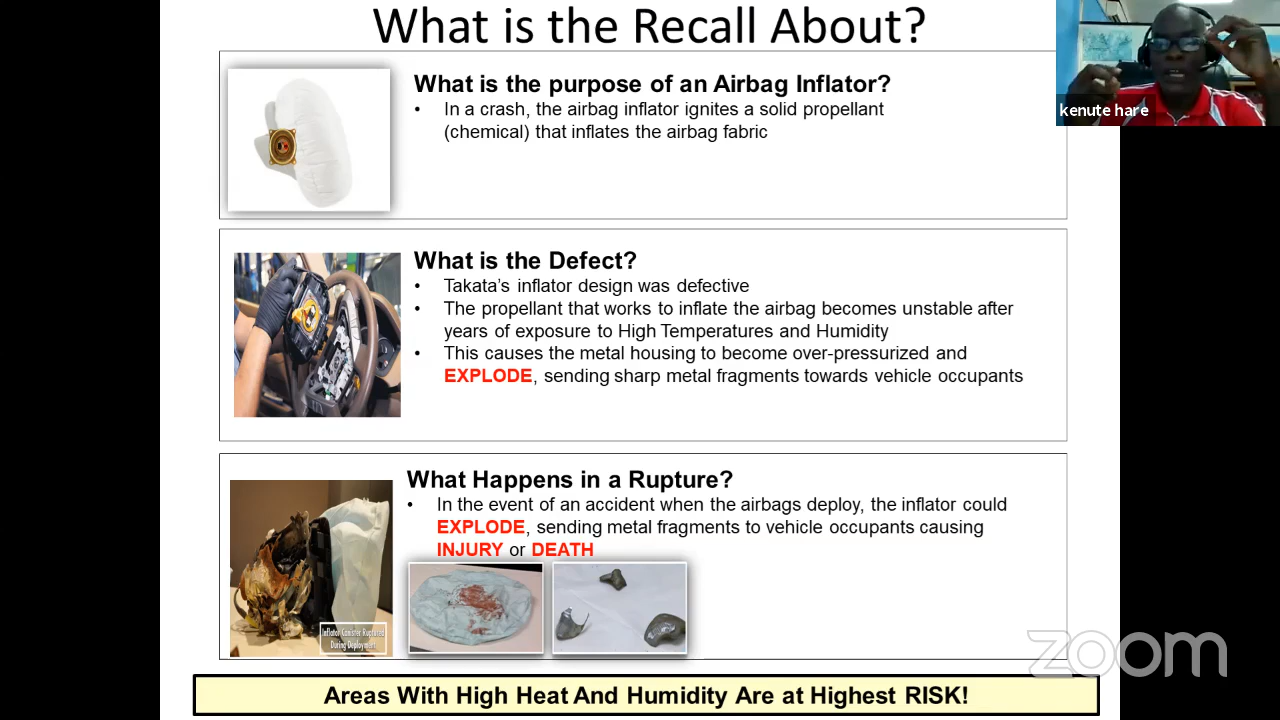 What is the Recall About?
kenute hare
What is the purpose of an Airbag Inflator?
• In a crash, the airbag inflator ignites a solid propellant
(chemical) that inflates the airbag fabric
What is the Defect?
• Takata’s inflator design was defective
• The propellant that works to inflate the airbag becomes unstable after
years of exposure to High Temperatures and Humidity
• This causes the metal housing to become over-pressurized and
EXPLODE, sending sharp metal fragments towards vehicle occupants
What Happens in a Rupture?
• In the event of an accident when the airbags deploy, the inflator could
EXPLODE, sending metal fragments to vehicle occupants causing
INJURY or DEATH
Inflator Canister Ruptured
During Deployment
zoom
Areas With High Heat And Humidity Are at Highest RISK!